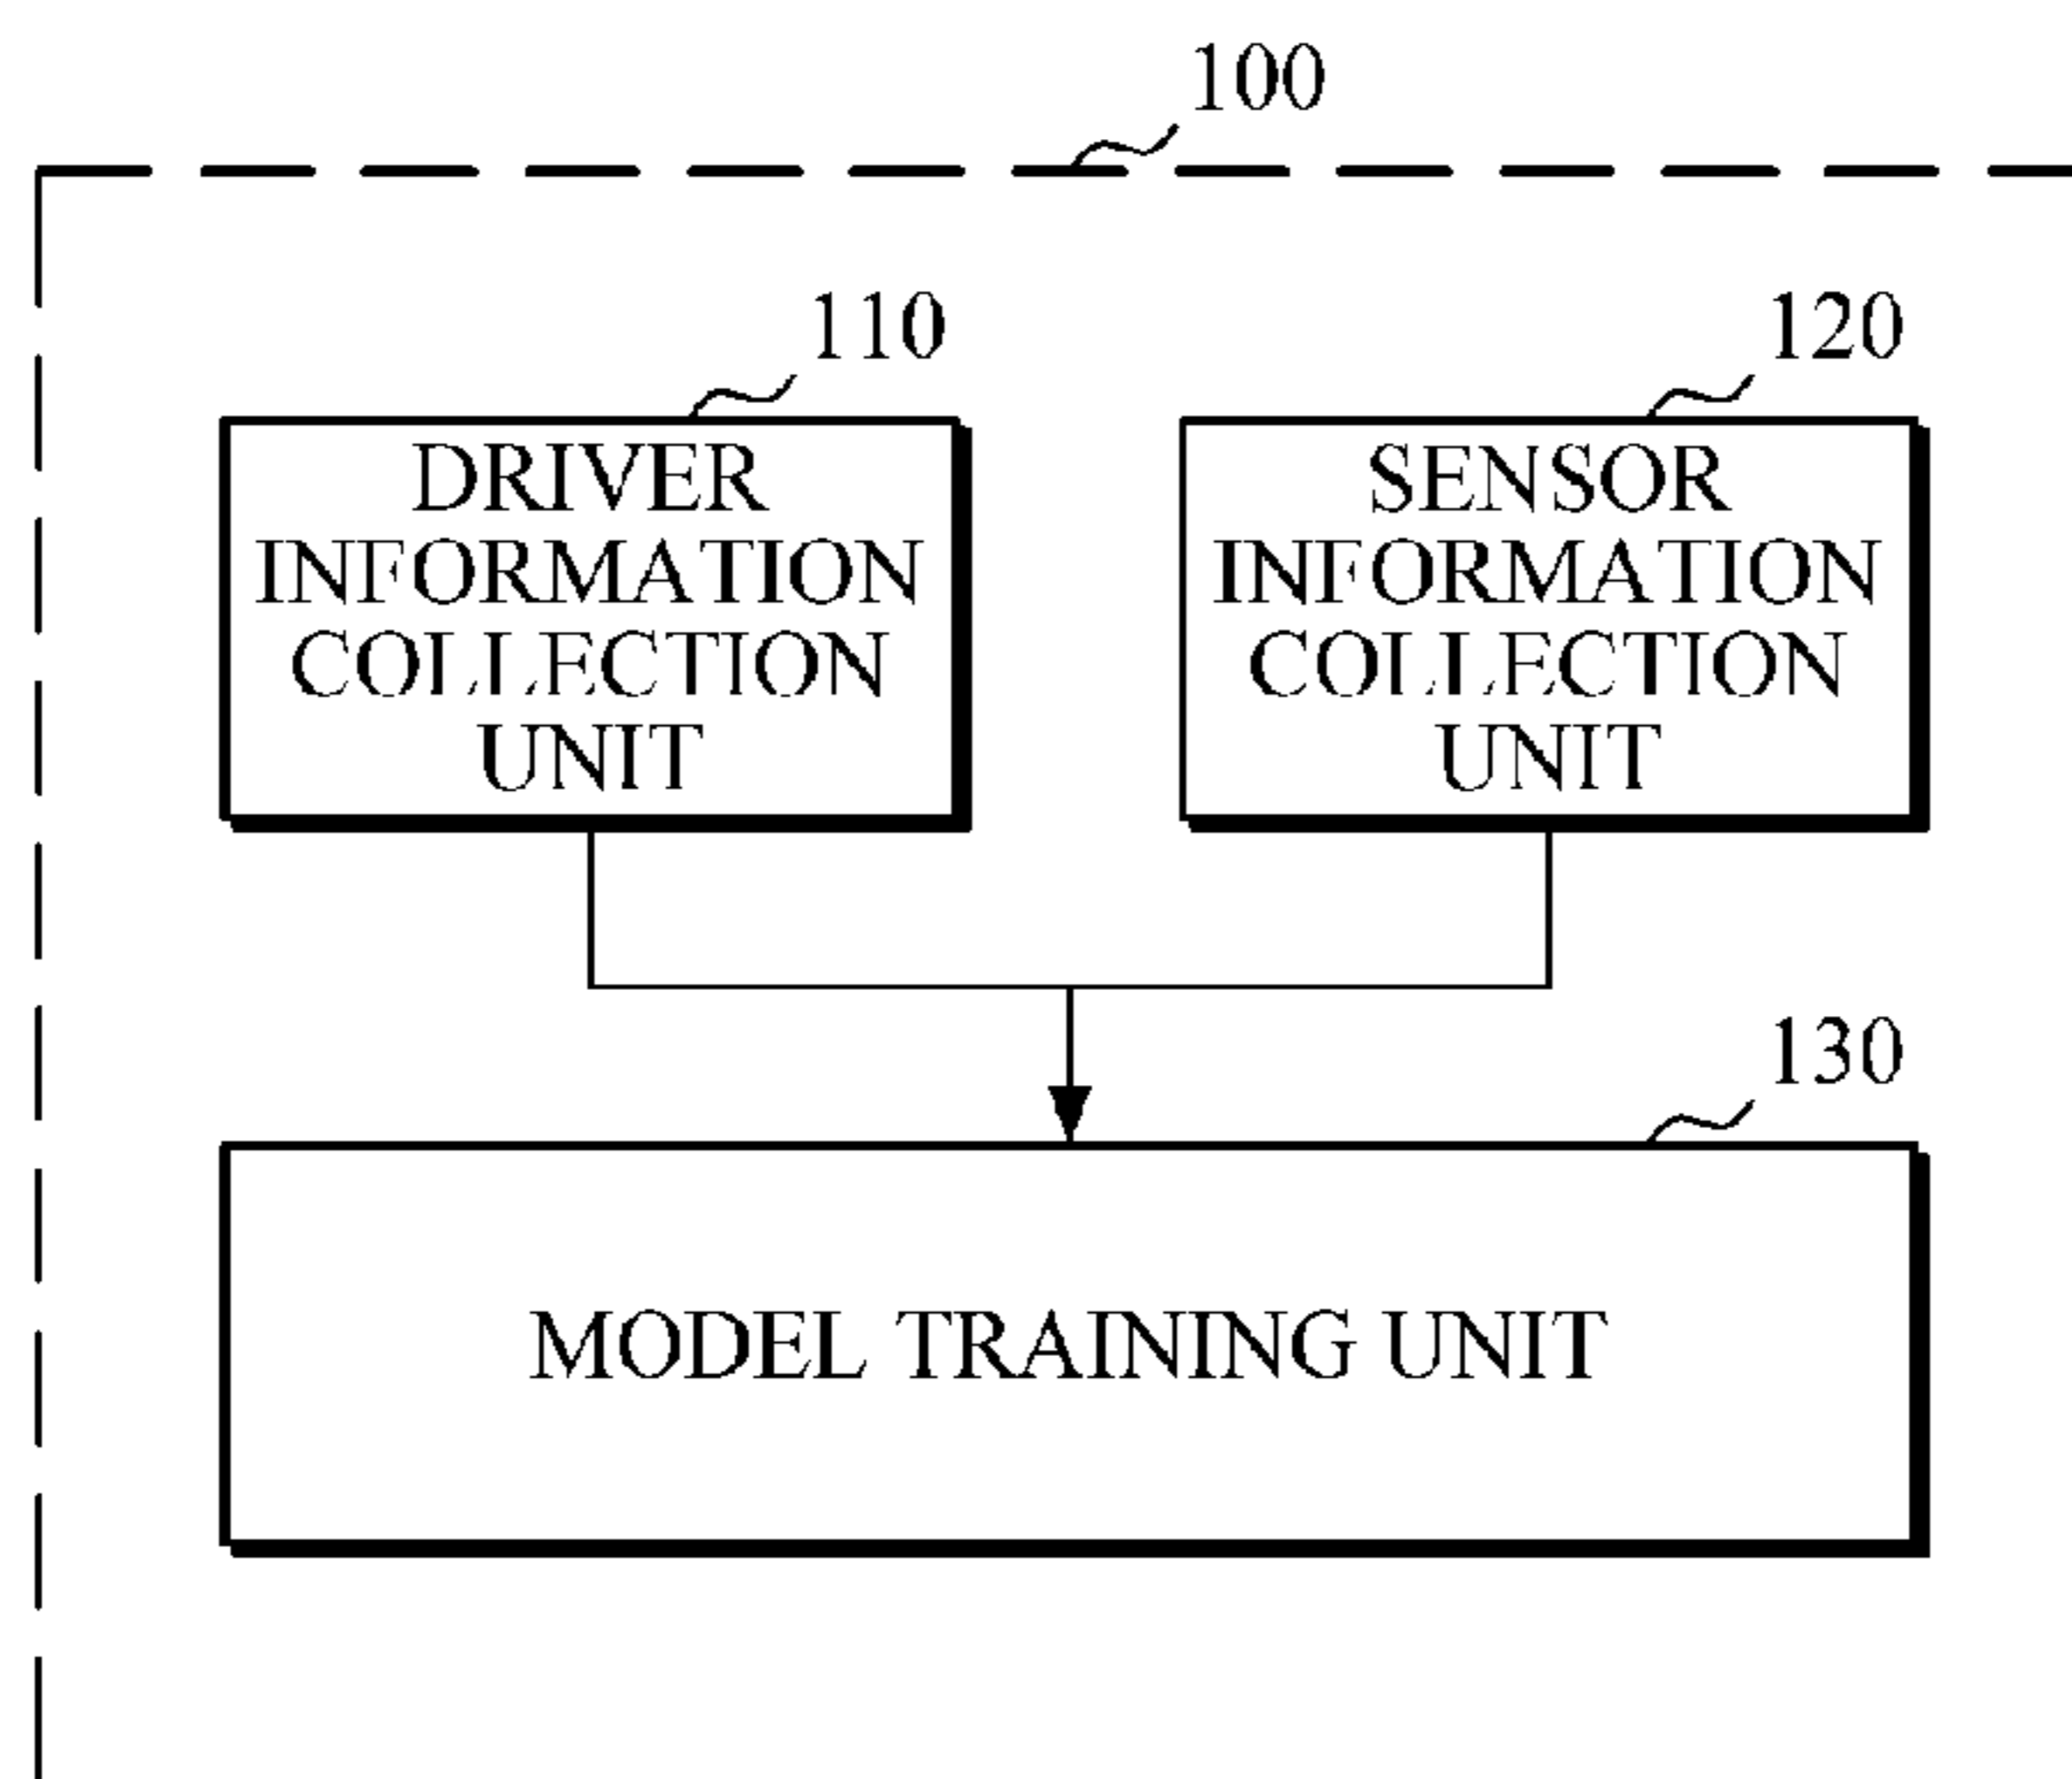 100
110
120
DRIVER
INFORMATION
COLLECTION
UNIT
SENSOR
INFORMATION
COLLECTION
UNIT
130
MODEL TRAINING UNIT